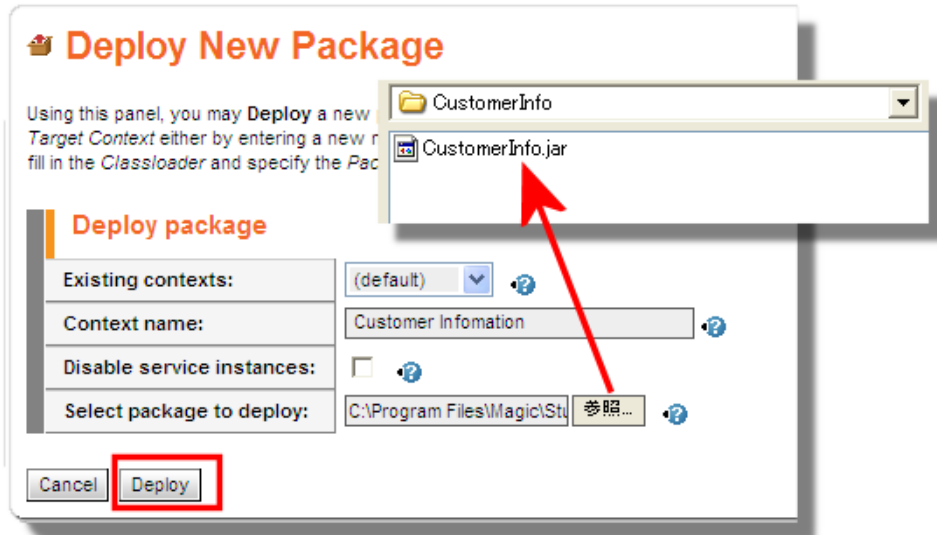 Deploy New Package
Using this panel, you may Deploy a new
Target Context either by entering a new
fill in the Classloader and specify the
CustomerInfo
CustomerInfo.jar
Deploy package
Existing contexts:
(default)
Context name:
Customer Infomation
Disable service instances:
Select package to deploy:
C:\Program Files\Magic\Stu
参照...
Cancel
Deploy